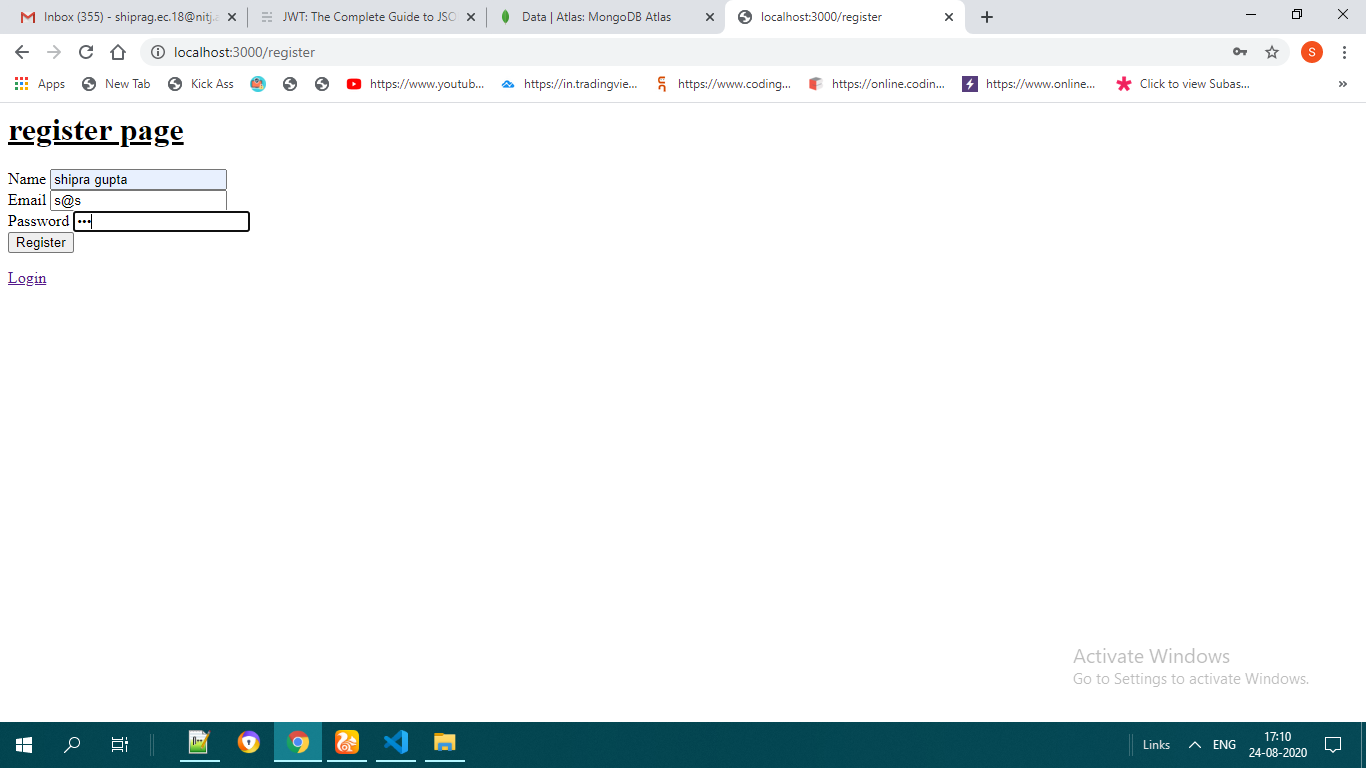 Inbox (355) - shiprag.ec.18@nitj.a
JWT: The Complete Guide to JSO
Data | Atlas: MongoDB Atlas
localhost:3000/register
localhost:3000/register
S
Apps
New Tab
Kick Ass
https://www.youtub...
https://in.tradingvie...
https://www.coding...
https://online.codin...
https://www.online...
Click to view Subas...
»
register page
Name shipra gupta
Email s@s
Password •••
Register
Login
Activate Windows
Go to Settings to activate Windows.
Links
ENG
17:10
24-08-2020